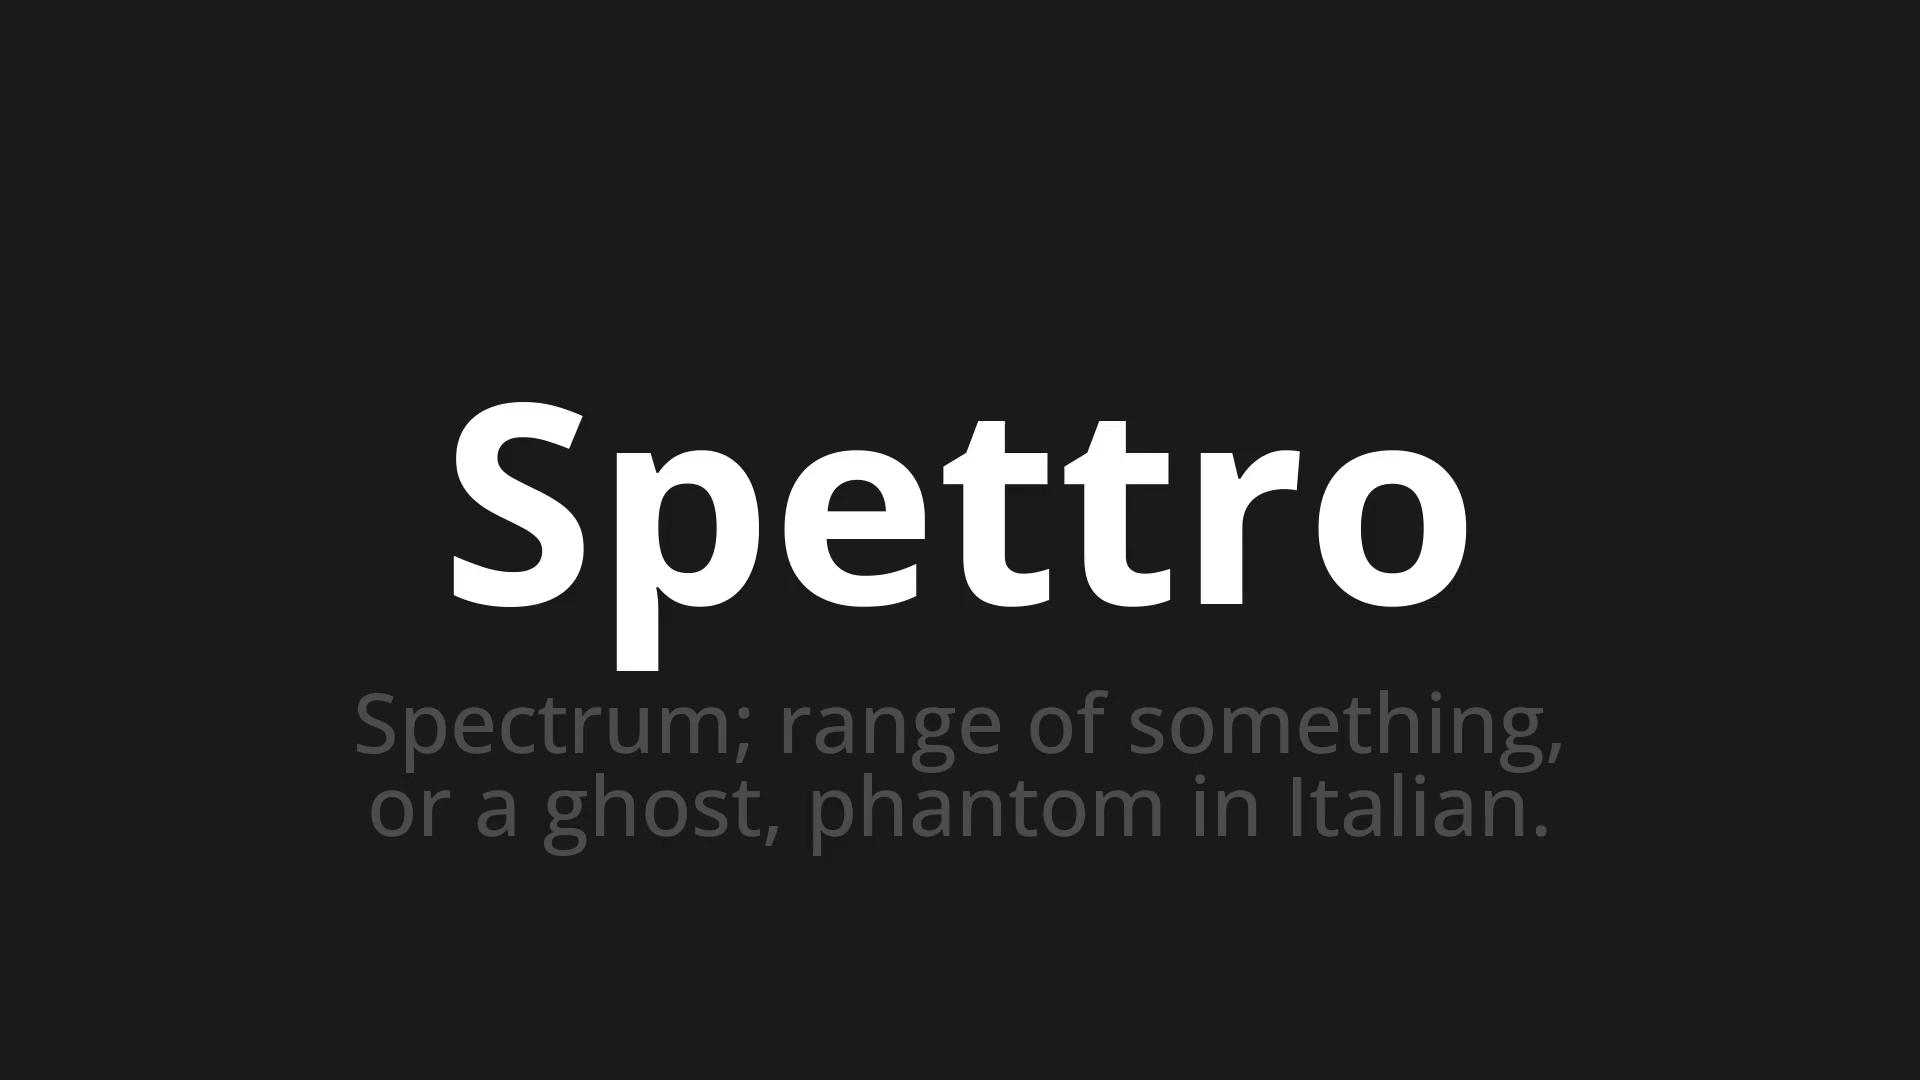 Spettro
Spectrum; range of something,
or a ghost, phantom in Italian.